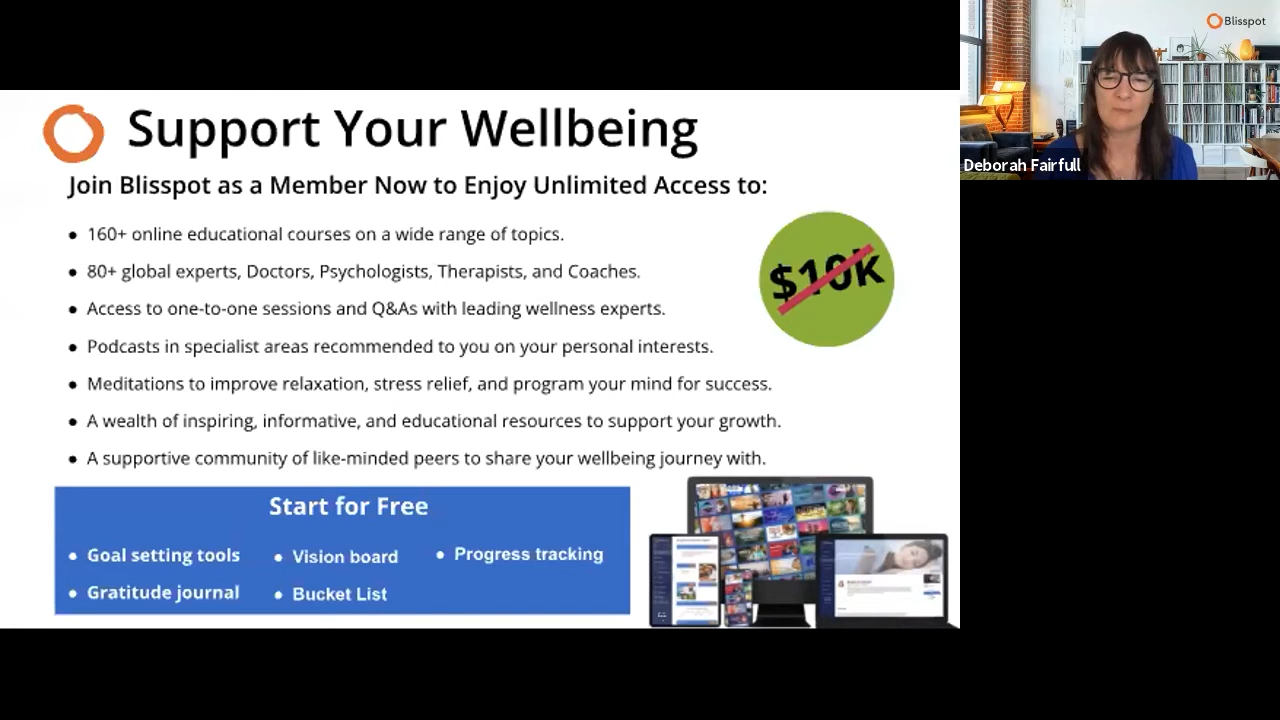 Support Your Wellbeing
Join Blisspot as a Member Now to Enjoy Unlimited Access to:
● 160+ online educational courses on a wide range of topics.
● 80+ global experts, Doctors, Psychologists, Therapists, and Coaches.
● Access to one-to-one sessions and Q&As with leading wellness experts.
● Podcasts in specialist areas recommended to you on your personal interests.
● Meditations to improve relaxation, stress relief, and program your mind for success.
● A wealth of inspiring, informative, and educational resources to support your growth.
● A supportive community of like-minded peers to share your wellbeing journey with.
$10k
Start for Free
● Goal setting tools
● Gratitude journal
● Vision board
● Bucket List
● Progress tracking
Blisspot
Deborah Fairfull